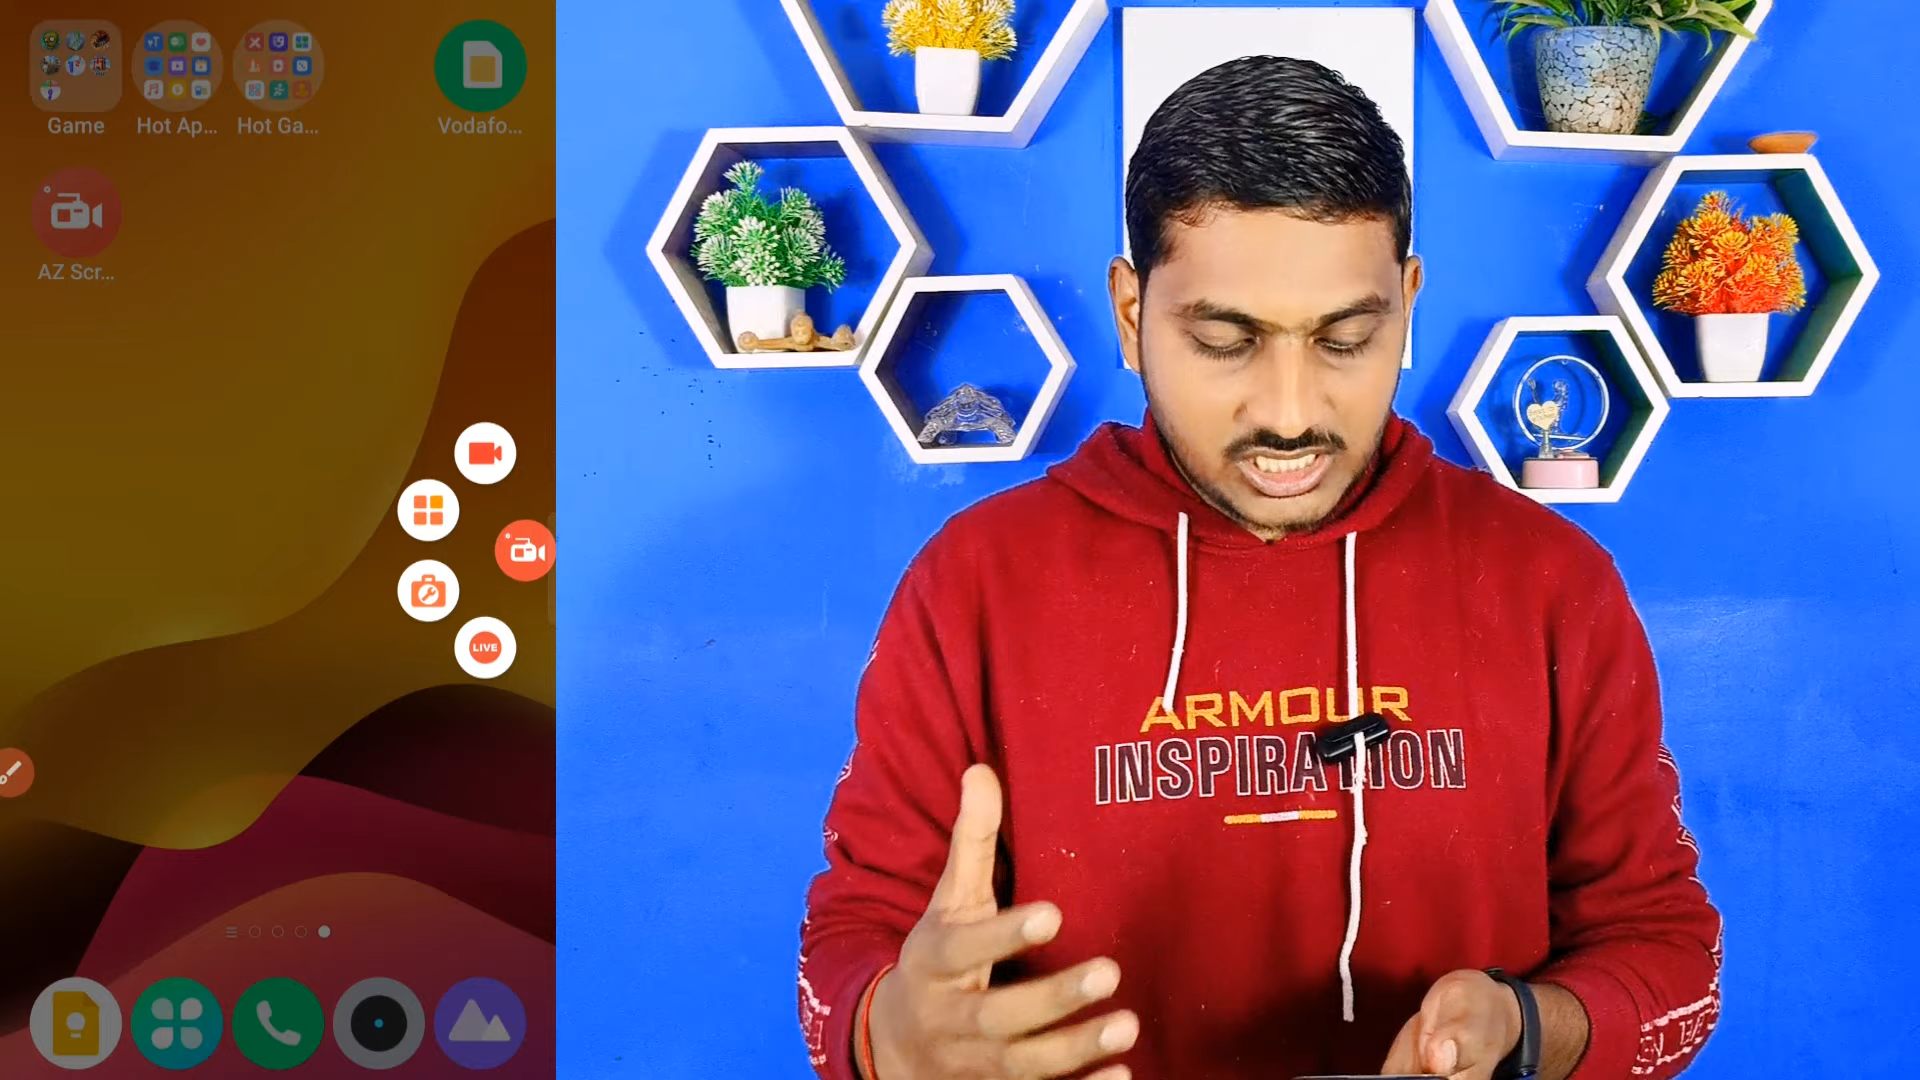 Game
Hot Ap...
Hot Ga...
Vodafo...
AZ Scr...
LIVE
ARMOUR
INSPIRATION